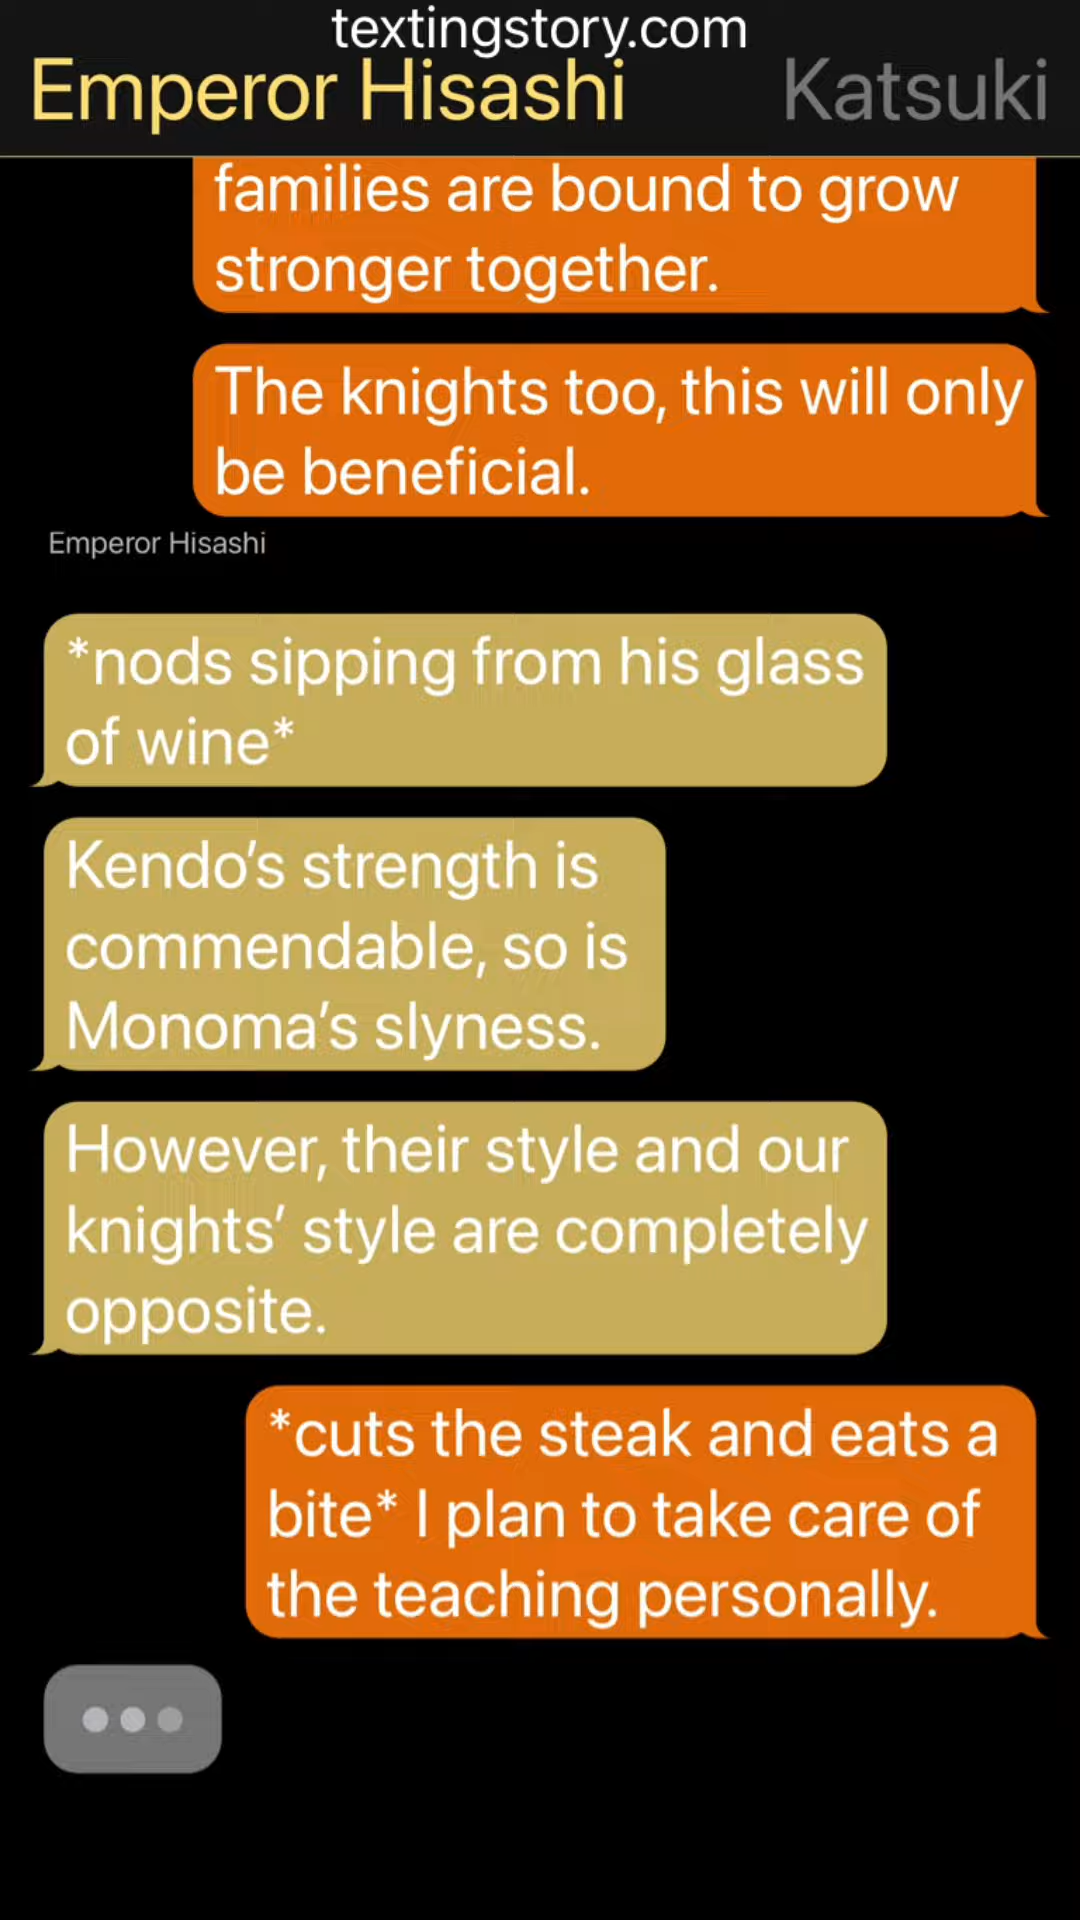 textingstory.com
Emperor Hisashi Katsuki
families are bound to grow
stronger together.
The knights too, this will only
be beneficial.
Emperor Hisashi
*nods sipping from his glass
of wine*
Kendo’s strength is
commendable, so is
Monoma’s slyness.
However, their style and our
knights’ style are completely
opposite.
*cuts the steak and eats a
bite* I plan to take care of
the teaching personally.